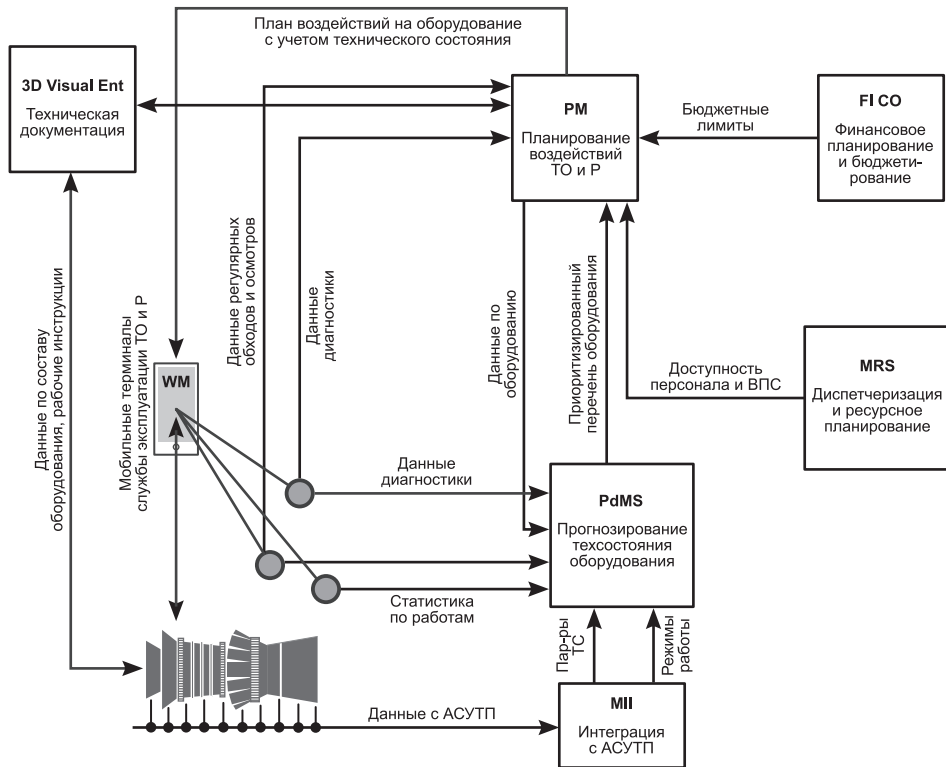 План воздействий на оборудование
с учетом технического состояния
3D Visual Ent
Техническая
документация
PM
Планирование
воздействий
ТО и Р
Бюджетные
лимиты
FI CO
Финансовое
планирование
и бюджети-
рование
Данные по составу
оборудования, рабочие инструкции
Мобильные терминалы
службы эксплуатации ТО и Р
WM
Данные регулярных
обходов и осмотров
Данные
диагностики
Данные по
оборудованию
Приоритизированный
перечень оборудования
Доступность
персонала и ВПС
MRS
Диспетчеризация
и ресурсное
планирование
Данные
диагностики
PdMS
Прогнозирование
техсостояния
оборудования
Статистика
по работам
Пар-ры
ТС
Режимы
работы
Данные с АСУТП
MII
Интеграция
с АСУТП